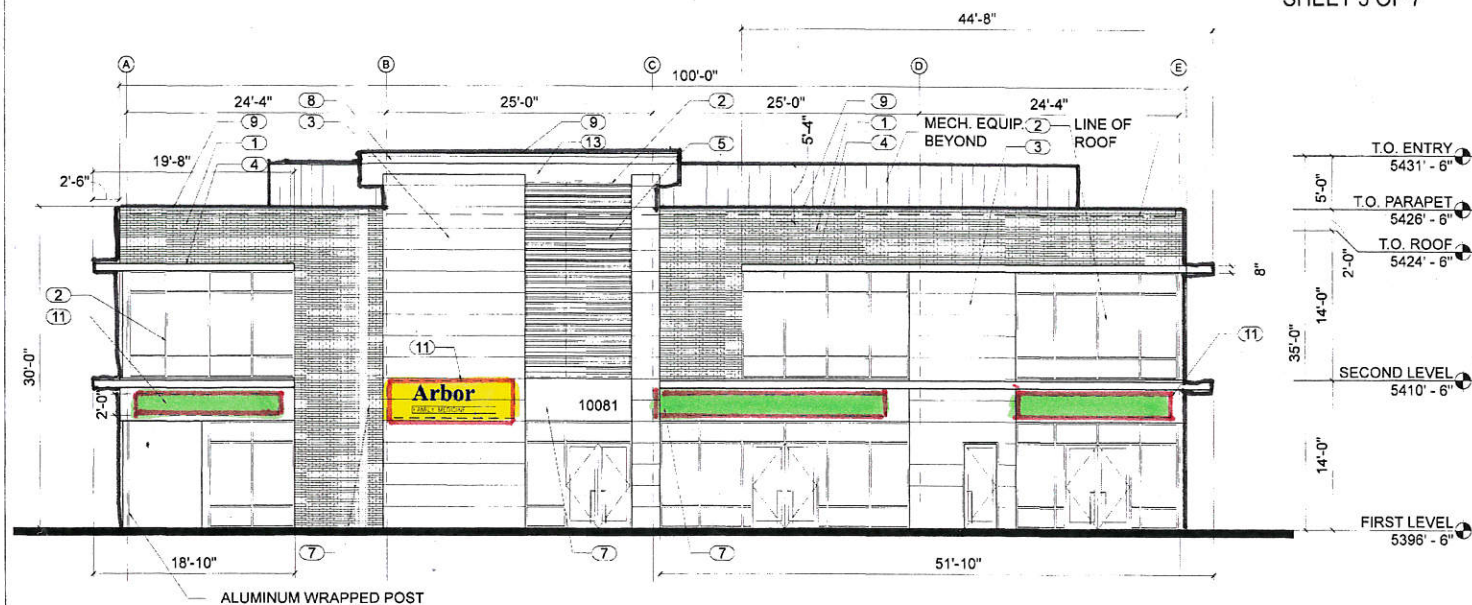 SHEET 5 OF 7
44'-8"
A
B
C
D
E
100'-0"
24'-4"
8
25'-0"
2
25'-0"
9
24'-4"
9
3
9
5'-4"
1
MECH. EQUIP.
BEYOND
2
LINE OF
ROOF
1
13
5
4
3
19'-8"
4
T.O. ENTRY
5431' - 6"
2'-6"
5'-0"
T.O. PARAPET
5426' - 6"
T.O. ROOF
5424' - 6"
2'-0"
8"
2
11
14'-0"
11
30'-0"
11
35'-0"
SECOND LEVEL
5410' - 6"
2'-0"
Arbor
FAMILY MEDICINE
10081
14'-0"
FIRST LEVEL
5396' - 6"
7
7
7
18'-10"
51'-10"
ALUMINUM WRAPPED POST